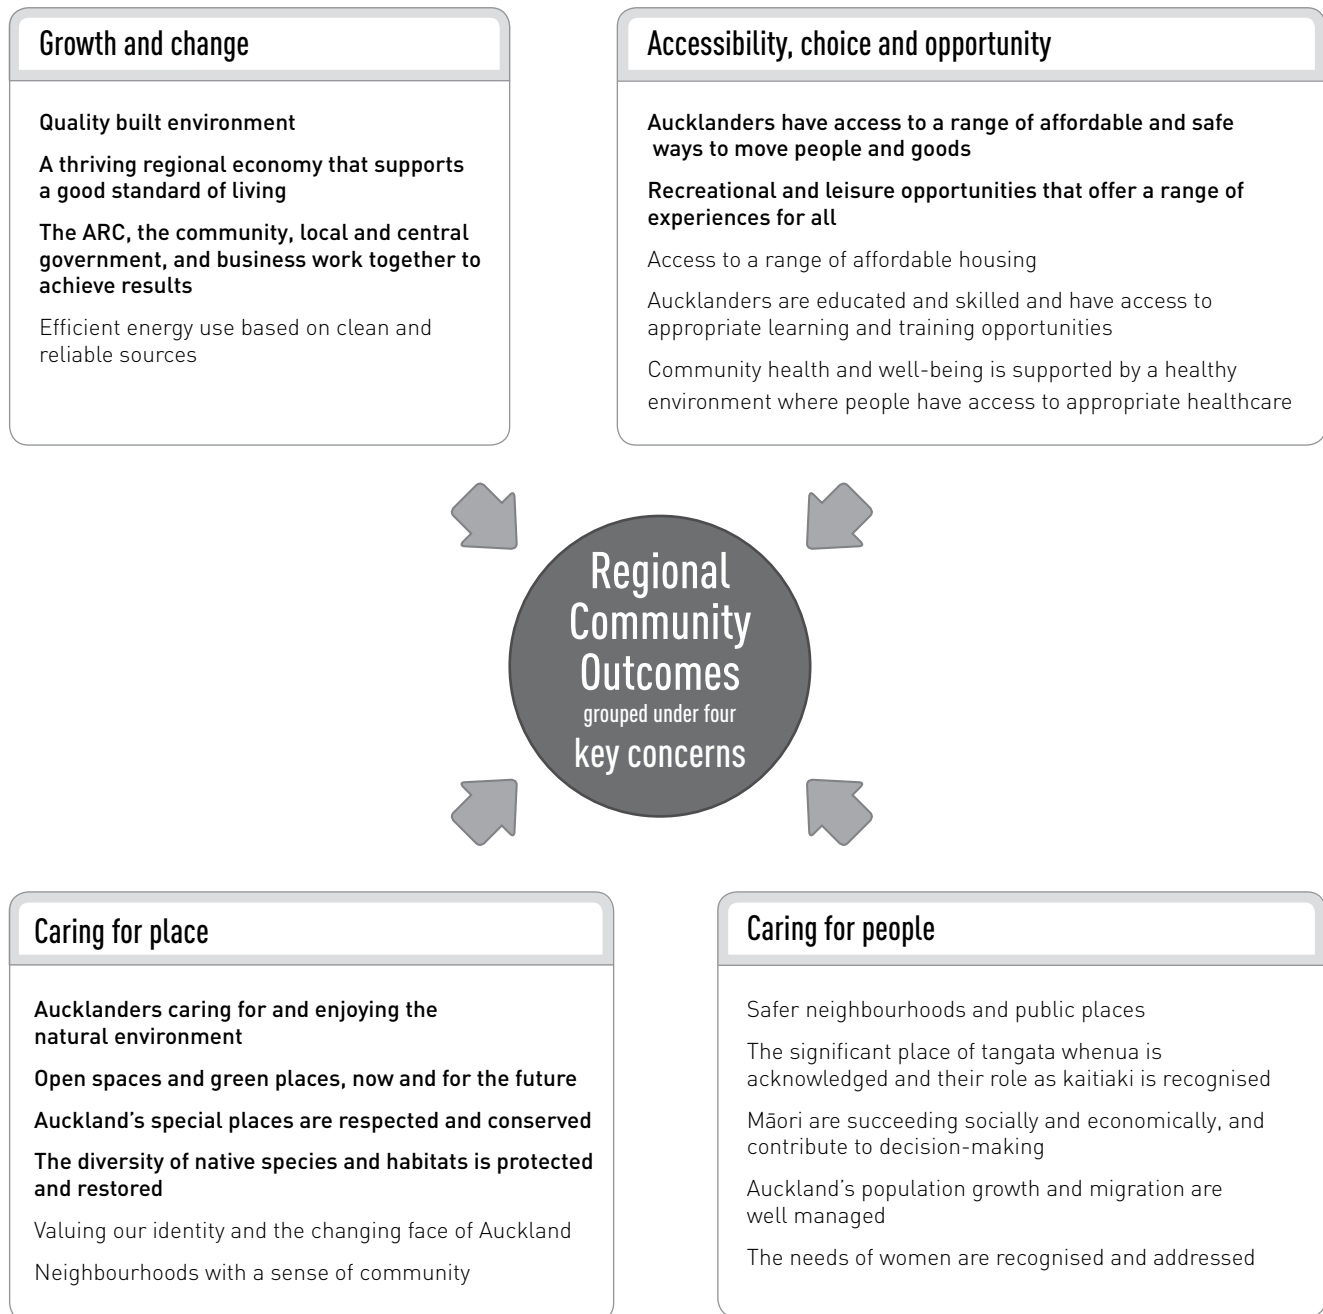 Growth and change
Quality built environment
A thriving regional economy that supports
a good standard of living
The ARC, the community, local and central
government, and business work together to
achieve results
Efficient energy use based on clean and
reliable sources
Accessibility, choice and opportunity
Aucklanders have access to a range of affordable and safe
ways to move people and goods
Recreational and leisure opportunities that offer a range of
experiences for all
Access to a range of affordable housing
Aucklanders are educated and skilled and have access to
appropriate learning and training opportunities
Community health and well-being is supported by a healthy
environment where people have access to appropriate healthcare
Regional
Community
Outcomes
grouped under four
key concerns
Caring for place
Aucklanders caring for and enjoying the
natural environment
Open spaces and green places, now and for the future
Auckland's special places are respected and conserved
The diversity of native species and habitats is protected
and restored
Valuing our identity and the changing face of Auckland
Neighbourhoods with a sense of community
Caring for people
Safer neighbourhoods and public places
The significant place of tangata whenua is
acknowledged and their role as kaitiaki is recognised
Māori are succeeding socially and economically, and
contribute to decision-making
Auckland's population growth and migration are
well managed
The needs of women are recognised and addressed